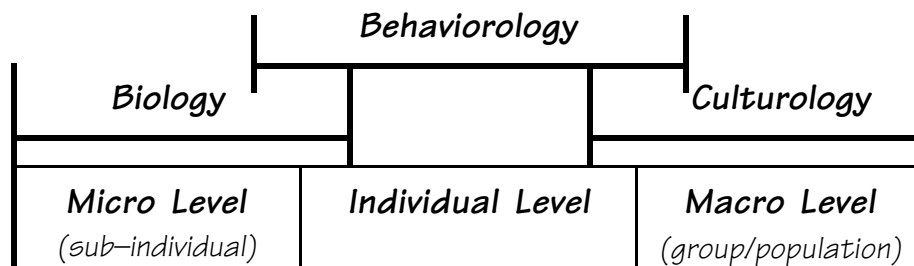 Behaviorology
Biology
Culturology
Micro Level
(sub–individual)
Individual Level
Macro Level
(group/population)